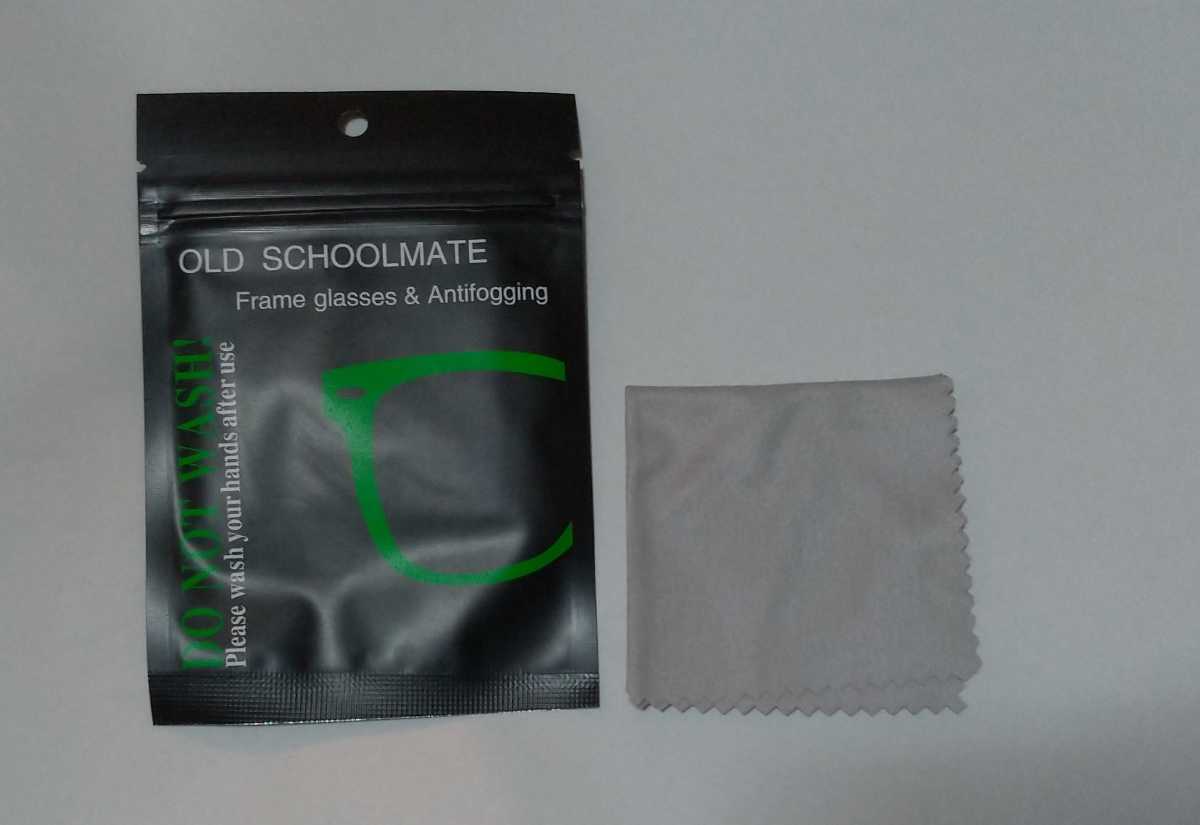 OLD SCHOOLMATE
Frame glasses & Antifogging
DO NOT WASH!
Please wash your hands after use